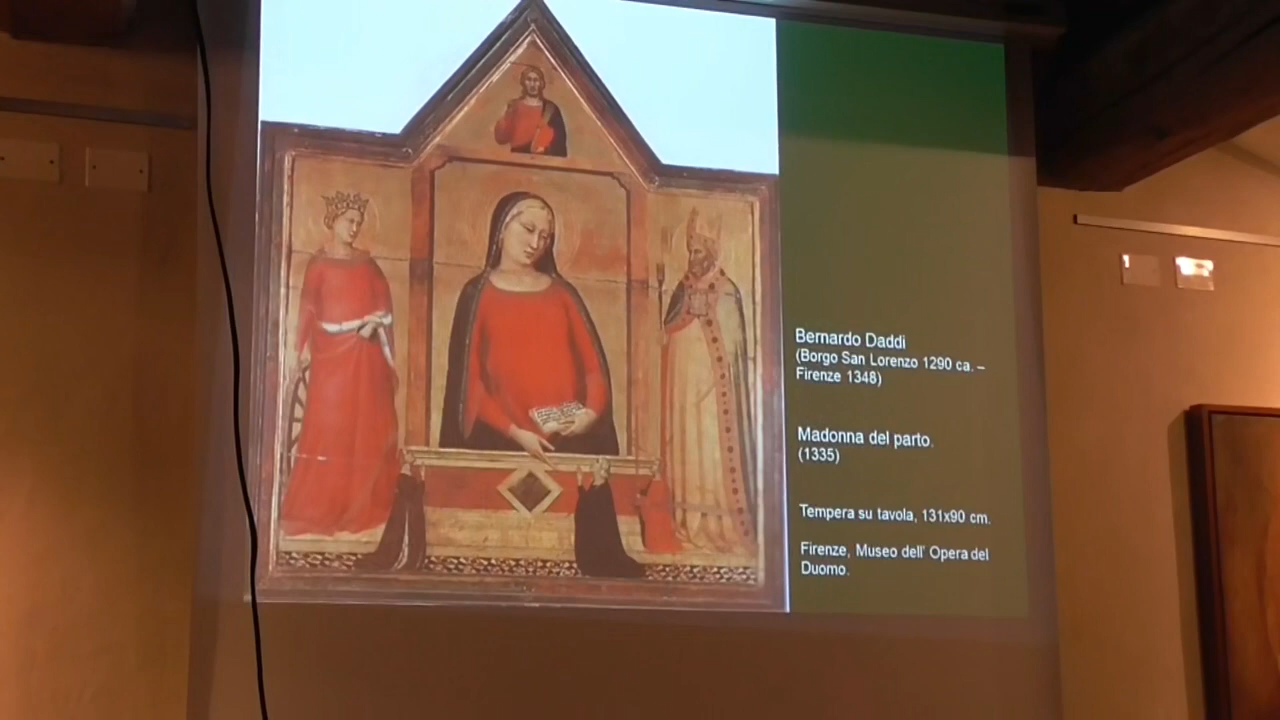 Bernardo Daddi
(Borgo San Lorenzo 1290 ca. –
Firenze 1348)
Madonna del parto.
(1335)
Tempera su tavola, 131x90 cm.
Firenze, Museo dell' Opera del
Duomo.